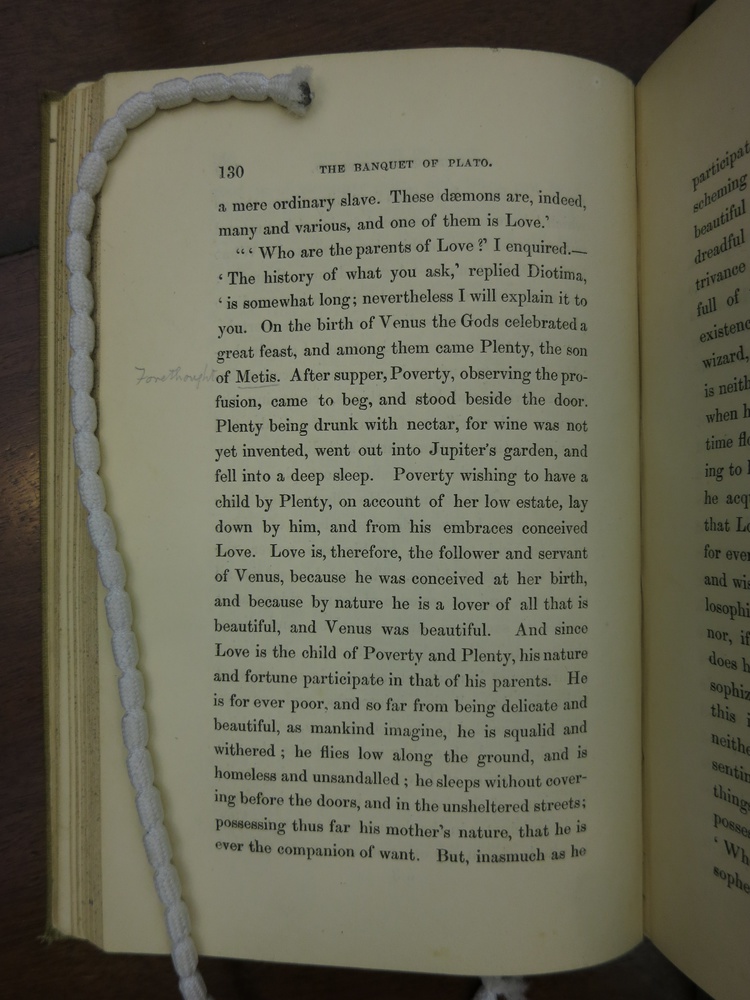 130 THE BANQUET OF PLATO.
a mere ordinary slave. These dæmons are, indeed,
many and various, and one of them is Love.'
"' Who are the parents of Love?' I enquired.—
' The history of what you ask,' replied Diotima,
' is somewhat long; nevertheless I will explain it to
you. On the birth of Venus the Gods celebrated a
great feast, and among them came Plenty, the son
Forethought
of Metis. After supper, Poverty, observing the pro-
fusion, came to beg, and stood beside the door.
Plenty being drunk with nectar, for wine was not
yet invented, went out into Jupiter's garden, and
fell into a deep sleep. Poverty wishing to have a
child by Plenty, on account of her low estate, lay
down by him, and from his embraces conceived
Love. Love is, therefore, the follower and servant
of Venus, because he was conceived at her birth,
and because by nature he is a lover of all that is
beautiful, and Venus was beautiful. And since
Love is the child of Poverty and Plenty, his nature
and fortune participate in that of his parents. He
is for ever poor, and so far from being delicate and
beautiful, as mankind imagine, he is squalid and
withered ; he flies low along the ground, and is
homeless and unsandalled ; he sleeps without cover-
ing before the doors, and in the unsheltered streets;
possessing thus far his mother's nature, that he is
ever the companion of want. But, inasmuch as he
participat
scheming
beautiful
dreadful
trivance
full of
existenc
wizard,
is neith
when h
time flo
ing to
he acq
that Lo
for ever
and wis
losophi
nor, if
does h
sophiz
this
neithe
sentin
things
posses
' Wh
sophe